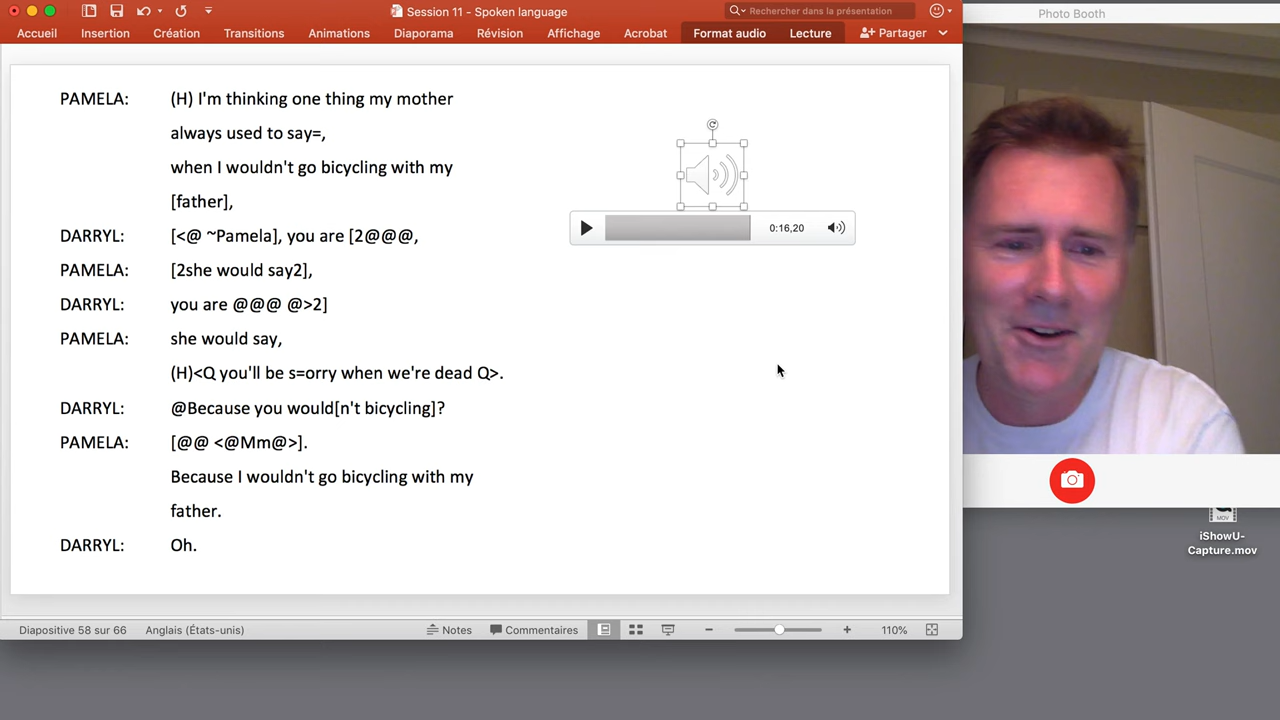 Session 11 - Spoken language
Rechercher dans la présentation
Photo Booth
Accueil Insertion Création Transitions Animations Diaporama Révision Affichage Acrobat Format audio Lecture Partager
PAMELA: (H) I'm thinking one thing my mother
always used to say=,
when I wouldn't go bicycling with my
[father],
DARRYL: [<@ ~Pamela], you are [2@@@,
PAMELA: [2she would say2],
DARRYL: you are @@@ @>2]
PAMELA: she would say,
(H)<Q you'll be s=orry when we're dead Q>.
DARRYL: @Because you would[n't bicycling]?
PAMELA: [@@ <@Mm@>].
Because I wouldn't go bicycling with my
father.
DARRYL: Oh.
0:16,20
MOV
iShowU-
Capture.mov
Diapositive 58 sur 66 Anglais (États-unis) Notes Commentaires 110%